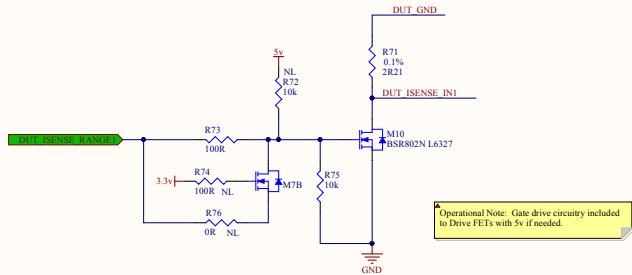 DUT_GND
R71
0.1%
2R21
5v
NL
R72
10k
DUT_ISENSE_IN1
M10
BSR802N L6327
DUT_ISENSE_RANGE1
R73
100R
R74
3.3v
100R NL
M7B
R75
10k
R76
0R NL
Operational Note: Gate drive circuitry included
to Drive FETs with 5v if needed.
GND